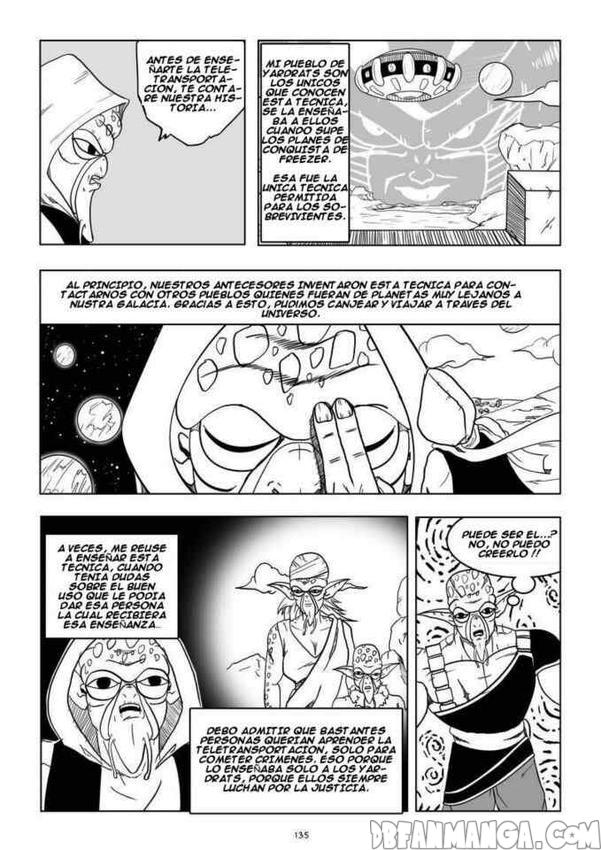 ANTES DE ENSE-
ÑARTE LA TELE-
TRANSPORTA-
CION, TE CONTA-
RE NUESTRA HIS-
TORIA...
MI PUEBLO DE
YARDRATS SON
LOS UNICOS
QUE CONOCEN
ESTA TECNICA,
SE LA ENSEÑA-
BA A ELLOS
CUANDO SUPE
LOS PLANES DE
CONQUISTA DE
FREEZER.
ESA FUE LA
UNICA TECNICA
PERMITIDA
PARA LOS SO-
BREVIVIENTES.
AL PRINCIPIO, NUESTROS ANTECESORES INVENTARON ESTA TECNICA PARA CON-
TACTARNOS CON OTROS PUEBLOS QUIENES FUERAN DE PLANETAS MUY LEJANOS A
NUSTRA GALACIA. GRACIAS A ESTO, PUDIMOS CANJEAR Y VIAJAR A TRAVES DEL
UNIVERSO.
A VECES, ME REUSE
A ENSEÑAR ESTA
TECNICA, CUANDO
TENIA DUDAS
SOBRE EL BUEN
USO QUE LE PODIA
DAR ESA PERSONA
LA CUAL RECIBIERA
ESA ENSEÑANZA...
DEBO ADMITIR QUE BASTANTES
PERSONAS QUERIAN APRENDER LA
TELETRANSPORTACION, SOLO PARA
COMETER CRIMENES. ESO PORQUE
LO ENSEÑABA SOLO A LOS YAR-
DRATS, PORQUE ELLOS SIEMPRE
LUCHAN POR LA JUSTICIA.
PUEDE SER EL...?
NO, NO PUEDO
CREERLO !!
135
DBFANMANGA.COM